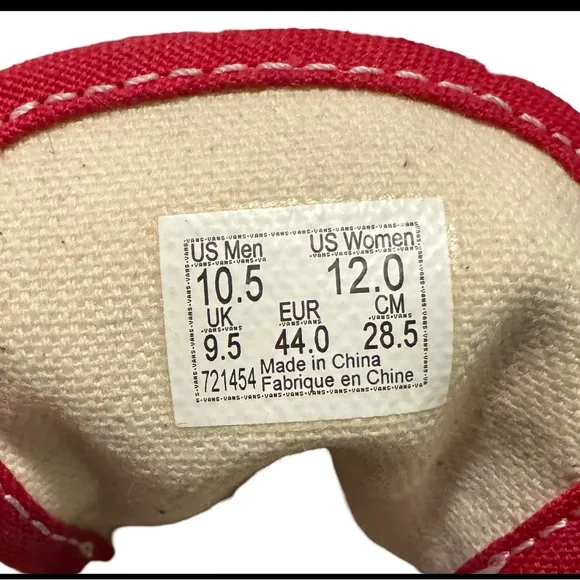 US Men US Women
10.5 12.0
UK EUR CM
9.5 44.0 28.5
721454 Made in China
Fabrique en Chine